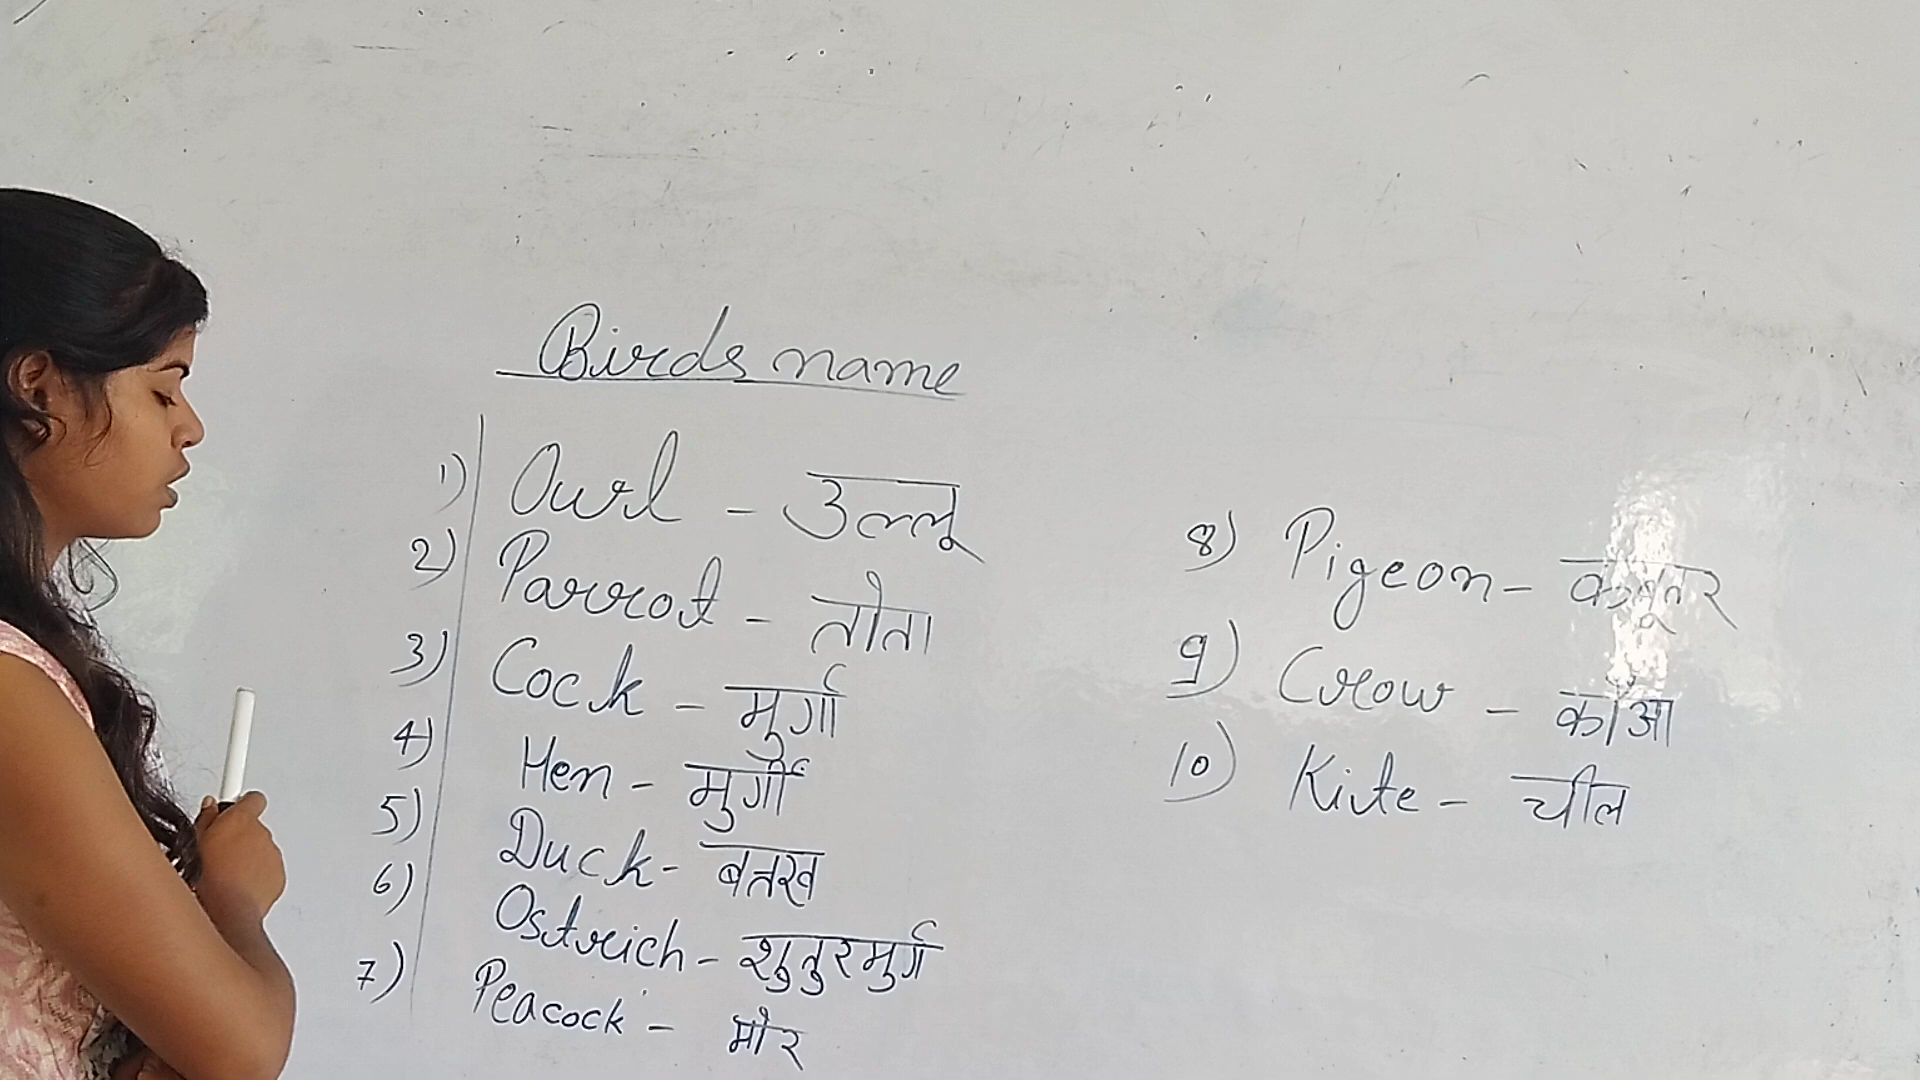 Birds name
1) Owrl - उल्लू
2) Parrot - तोता
3) Cock - मुर्गा
4) Hen - मुर्गी
5) Duck - बतख
6) Ostrich - शुतुरमुर्ग
7) Peacock - मोर
8) Pigeon - कबूतर
9) Crow - कौआ
10) Kite - चील